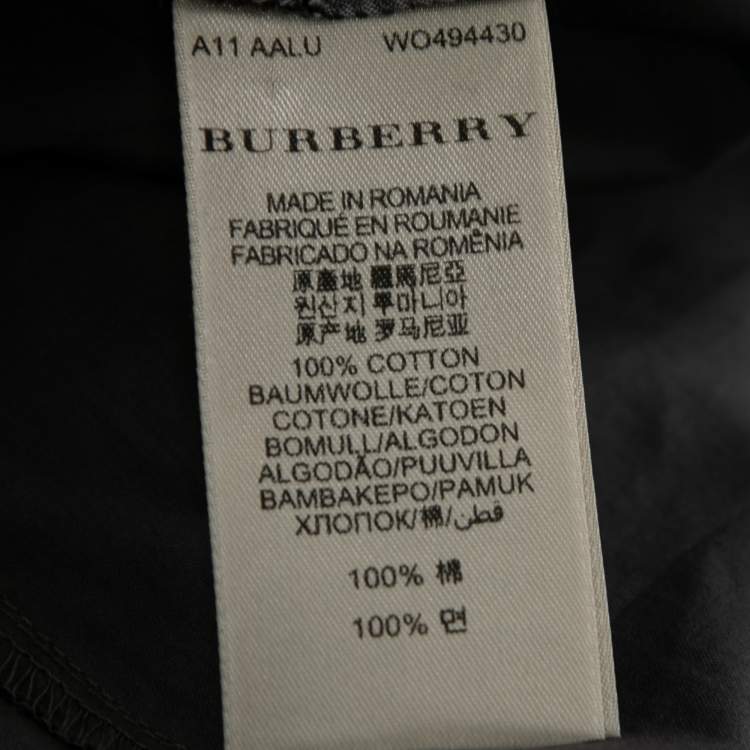 A11 AALU WO494430
BURBERRY
MADE IN ROMANIA
FABRIQUÉ EN ROUMANIE
FABRICADO NA ROMÊNIA
原產地 羅馬尼亞
원산지 루마니아
原产地 罗马尼亚
100% COTTON
BAUMWOLLE/COTON
COTONE/KATOEN
BOMULL/ALGODON
ALGODÃO/PUUVILLA
BAMBAKEPO/PAMUK
ХЛОПОК/棉/قطن
100% 棉
100% 면